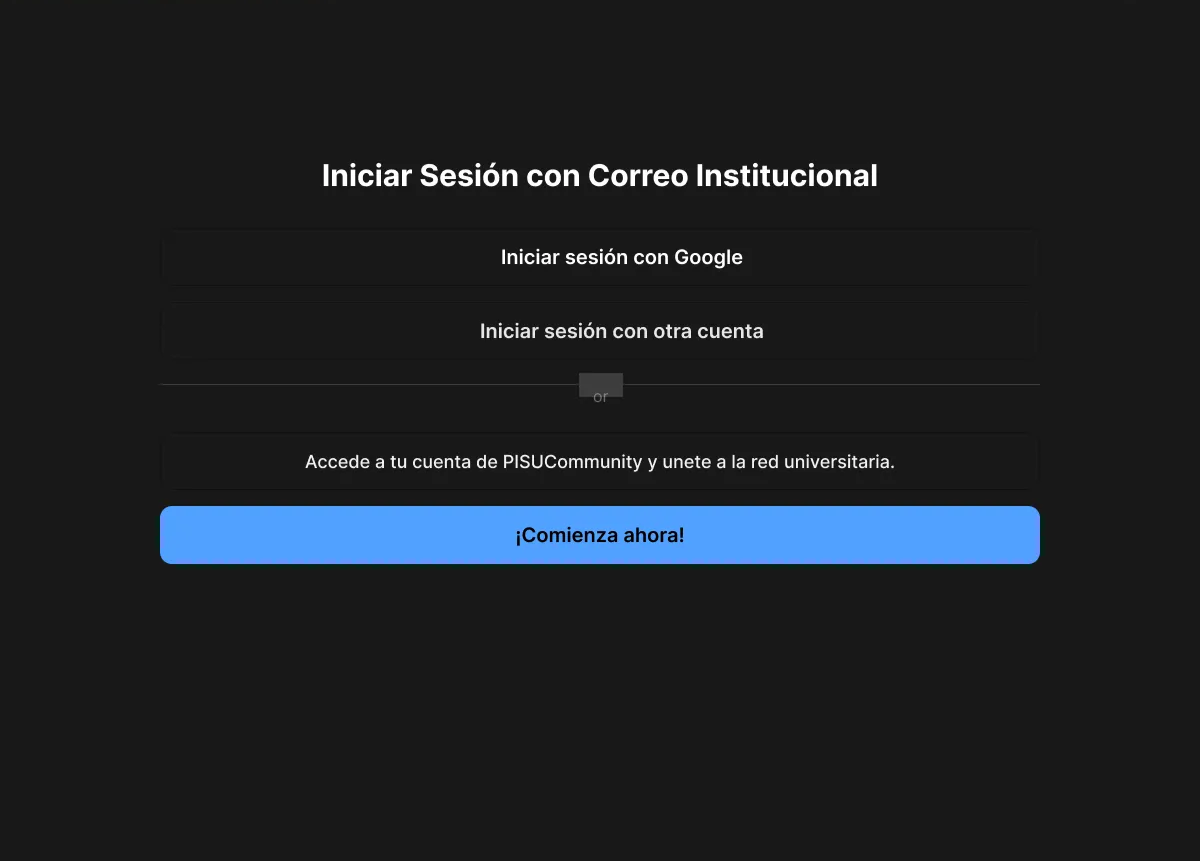 Iniciar Sesión con Correo Institucional
Iniciar sesión con Google
Iniciar sesión con otra cuenta
or
Accede a tu cuenta de PISUCommunity y unete a la red universitaria.
¡Comienza ahora!